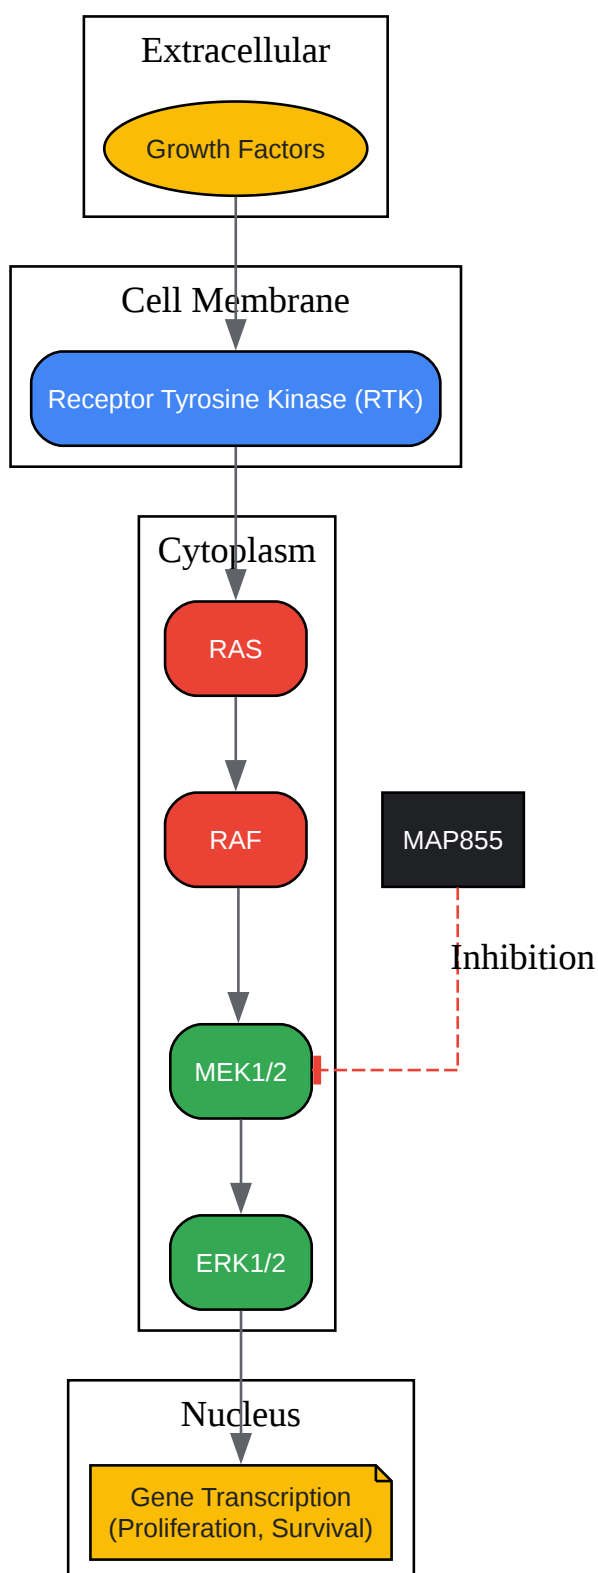 Extracellular
Growth Factors
Cell Membrane
Receptor Tyrosine Kinase (RTK)
Cytoplasm
RAS
RAF
MAP855
Inhibition
MEK1/2
ERK1/2
Nucleus
Gene Transcription
(Proliferation, Survival)